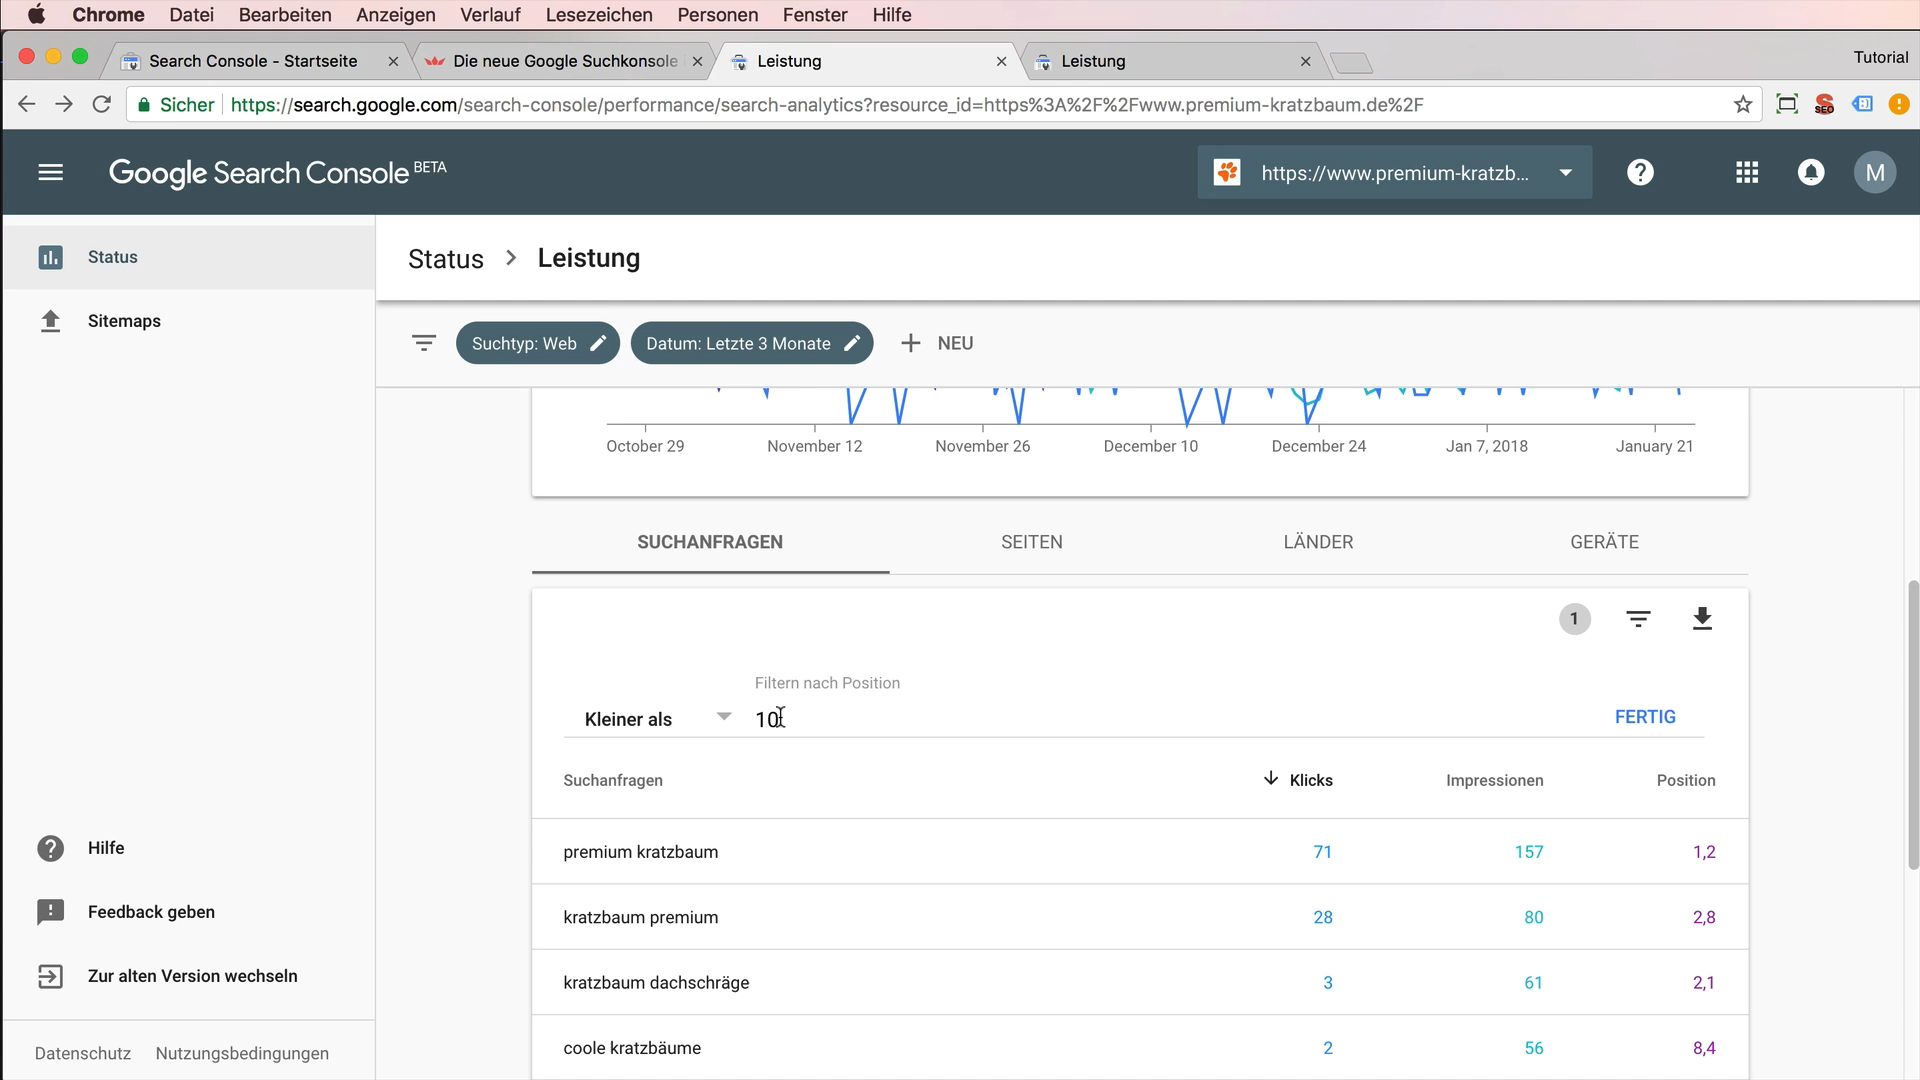 Chrome Datei Bearbeiten Anzeigen Verlauf Lesezeichen Personen Fenster Hilfe
Search Console - Startseite Die neue Google Suchkonsole Leistung Leistung Tutorial
Sicher https://search.google.com/search-console/performance/search-analytics?resource_id=https%3A%2F%2Fwww.premium-kratzbaum.de%2F SEO
Google Search Console BETA https://www.premium-kratzb... ? M
Status
Sitemaps
Status > Leistung
Suchtyp: Web Datum: Letzte 3 Monate + NEU
October 29 November 12 November 26 December 10 December 24 Jan 7, 2018 January 21
SUCHANFRAGEN SEITEN LÄNDER GERÄTE
1
Filtern nach Position
Kleiner als 10 FERTIG
Suchanfragen Klicks Impressionen Position
premium kratzbaum 71 157 1,2
kratzbaum premium 28 80 2,8
kratzbaum dachschräge 3 61 2,1
coole kratzbäume 2 56 8,4
Hilfe
Feedback geben
Zur alten Version wechseln
Datenschutz Nutzungsbedingungen